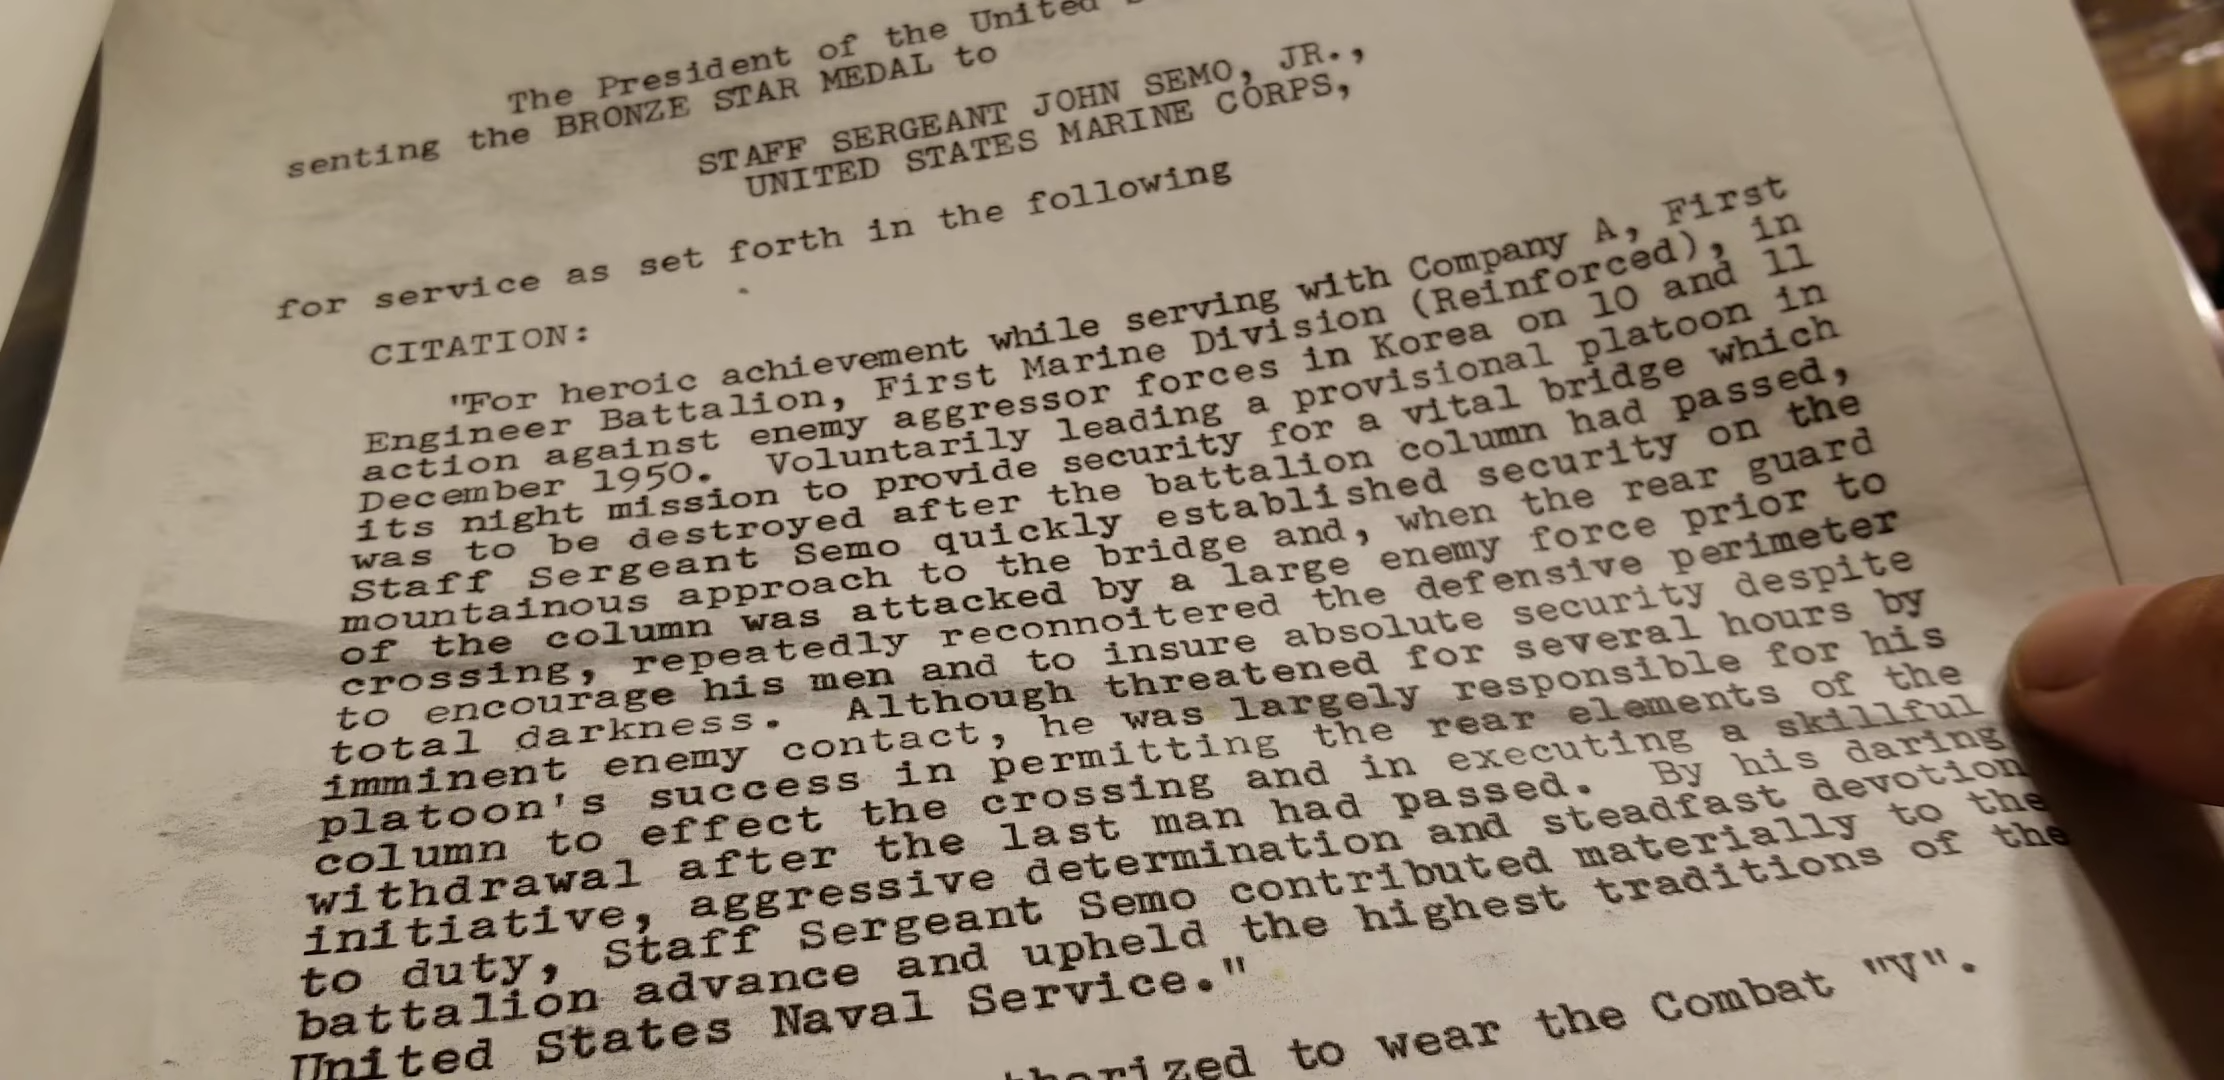 The President of the United
senting the BRONZE STAR MEDAL to
STAFF SERGEANT JOHN SEMO, JR.,
UNITED STATES MARINE CORPS,
for service as set forth in the following
CITATION:
"For heroic achievement while serving with Company A, First
Engineer Battalion, First Marine Division (Reinforced), in
action against enemy aggressor forces in Korea on 10 and 11
December 1950. Voluntarily leading a provisional platoon in
its night mission to provide security for a vital bridge which
was to be destroyed after the battalion column had passed,
Staff Sergeant Semo quickly established security on the
mountainous approach to the bridge and, when the rear guard
of the column was attacked by a large enemy force prior to
crossing, repeatedly reconnoitered the defensive perimeter
to encourage his men and to insure absolute security despite
total darkness. Although threatened for several hours by
imminent enemy contact, he was largely responsible for his
platoon's success in permitting the rear elements of the
column to effect the crossing and in executing a skillful
withdrawal after the last man had passed. By his daring
initiative, aggressive determination and steadfast devotion
to duty, Staff Sergeant Semo contributed materially to the
battalion advance and upheld the highest traditions of the
United States Naval Service."
to wear the Combat "V".